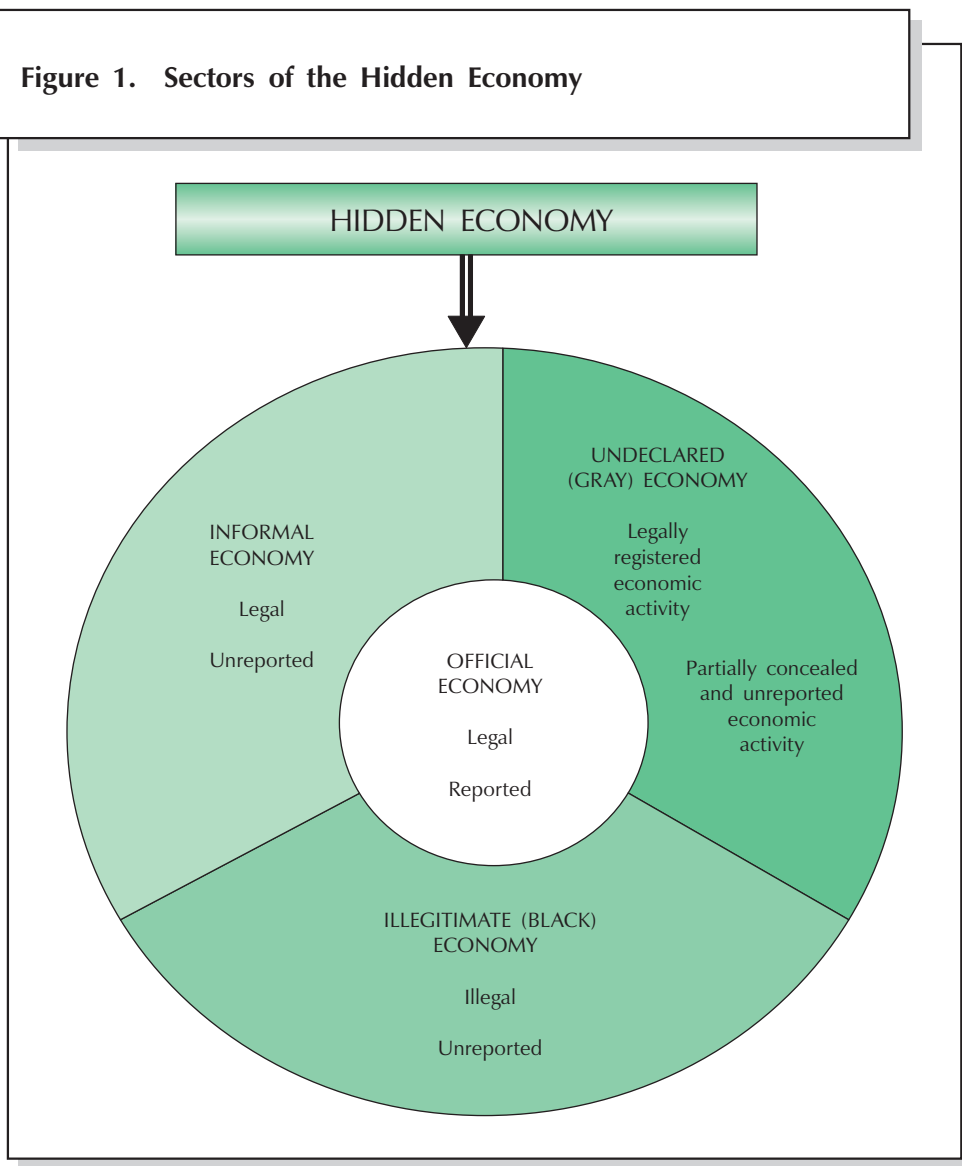 Figure 1. Sectors of the Hidden Economy
HIDDEN ECONOMY
INFORMAL
ECONOMY
Legal
Unreported
UNDECLARED
(GRAY) ECONOMY
Legally
registered
economic
activity
Partially concealed
and unreported
economic
activity
OFFICIAL
ECONOMY
Legal
Reported
ILLEGITIMATE (BLACK)
ECONOMY
Illegal
Unreported